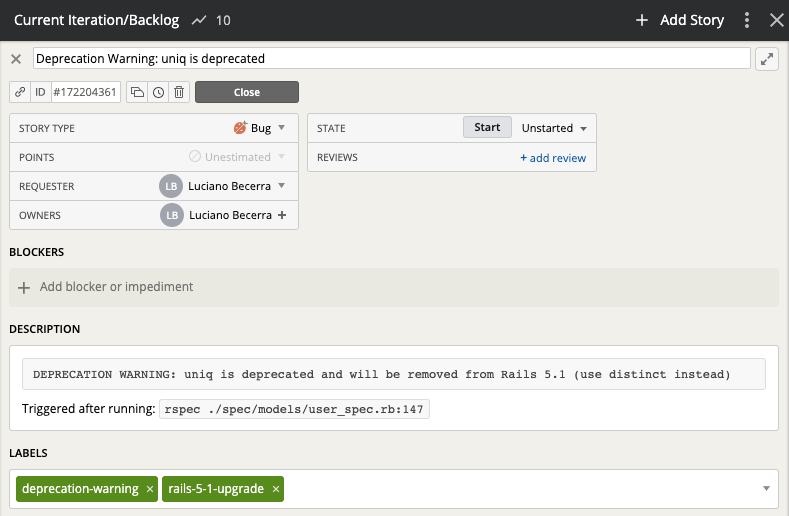 Current Iteration/Backlog 10 + Add Story
Deprecation Warning: uniq is deprecated
ID #172204361 Close
STORY TYPE Bug
POINTS Unestimated
REQUESTER LB Luciano Becerra
OWNERS LB Luciano Becerra +
STATE Start Unstarted
REVIEWS + add review
BLOCKERS
+ Add blocker or impediment
DESCRIPTION
DEPRECATION WARNING: uniq is deprecated and will be removed from Rails 5.1 (use distinct instead)
Triggered after running: rspec ./spec/models/user_spec.rb:147
LABELS
deprecation-warning × rails-5-1-upgrade ×